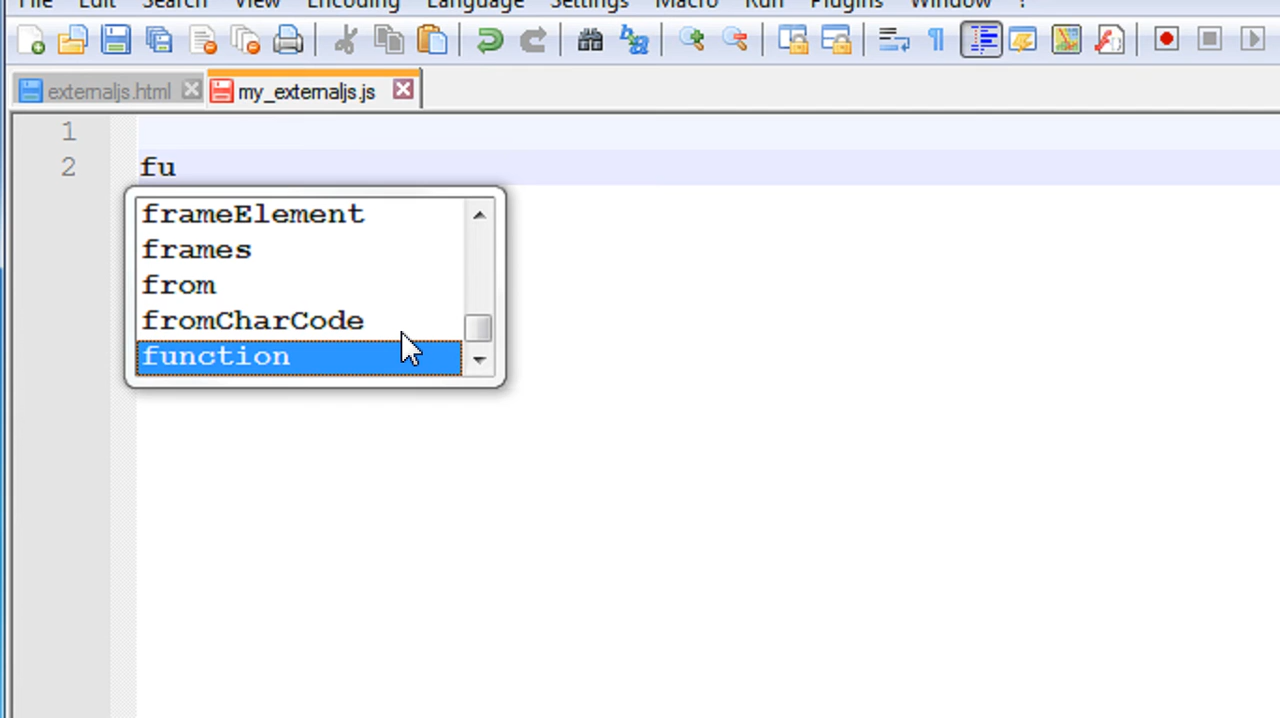 File Edit Search View Encoding Language Settings Macro Run Plugins Window ?
externaljs.html my_externaljs.js
1
2 fu
frameElement
frames
from
fromCharCode
function